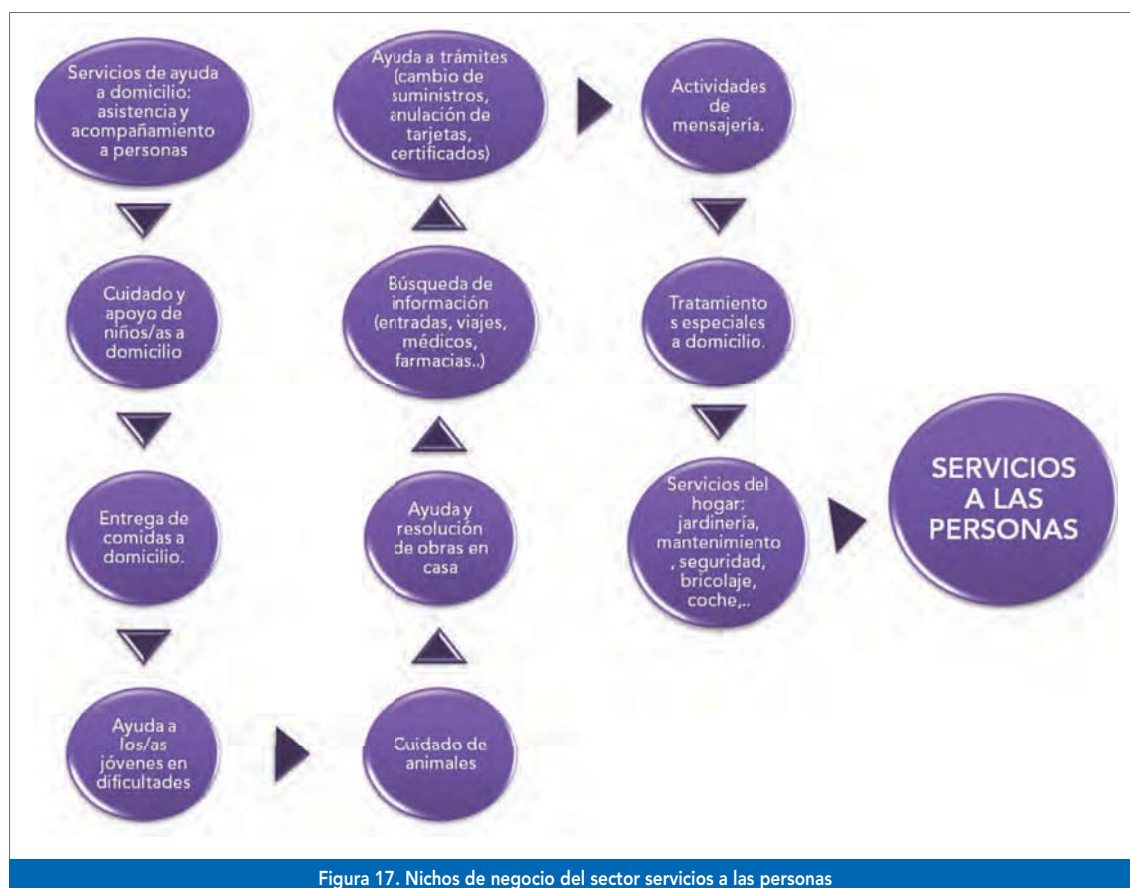 Servicios de ayuda
a domicilio:
asistencia y
acompañamiento
a personas
Cuidado y
apoyo de
niños/as a
domicilio
Entrega de
comidas a
domicilio.
Ayuda a
los/as
jóvenes en
dificultades
Cuidado de
animales
Ayuda y
resolución
de obras en
casa
Búsqueda de
información
(entradas, viajes,
médicos,
farmacias..)
Ayuda a trámites
(cambio de
suministros,
anulación de
tarjetas,
certificados)
Actividades
de
mensajería.
Tratamiento
s especiales
a domicilio.
Servicios del
hogar:
jardinería,
mantenimiento
, seguridad,
bricolaje,
coche,..
SERVICIOS
A LAS
PERSONAS
Figura 17. Nichos de negocio del sector servicios a las personas